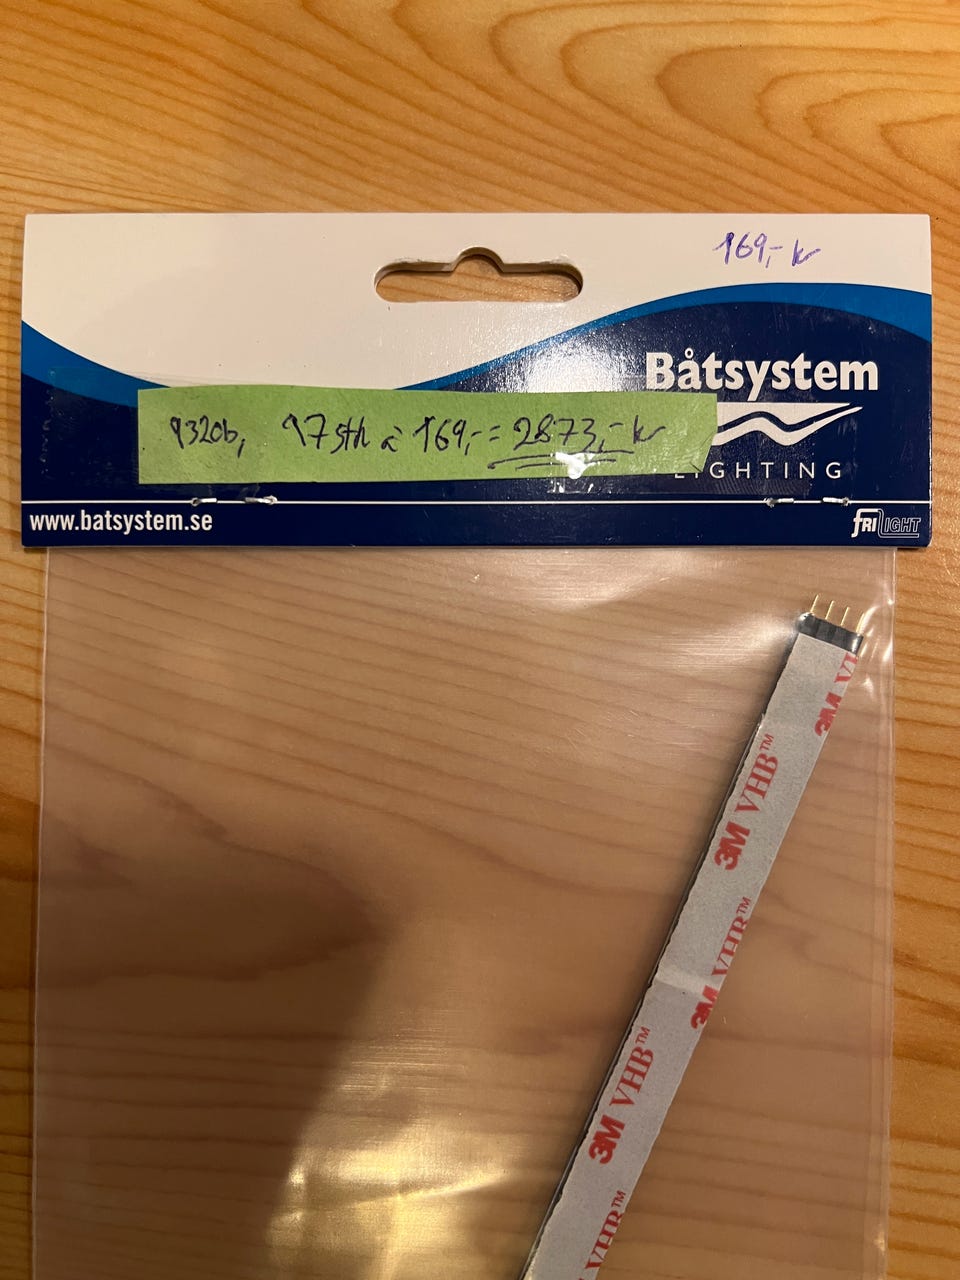 169,- kr
Båtsystem
LIGHTING
9320b, 17 stk à 169,- = 2873,- kr
www.batsystem.se
FRILIGHT
3M VH
3M VHB™
3M VHB™
3M VHB™
VHB™